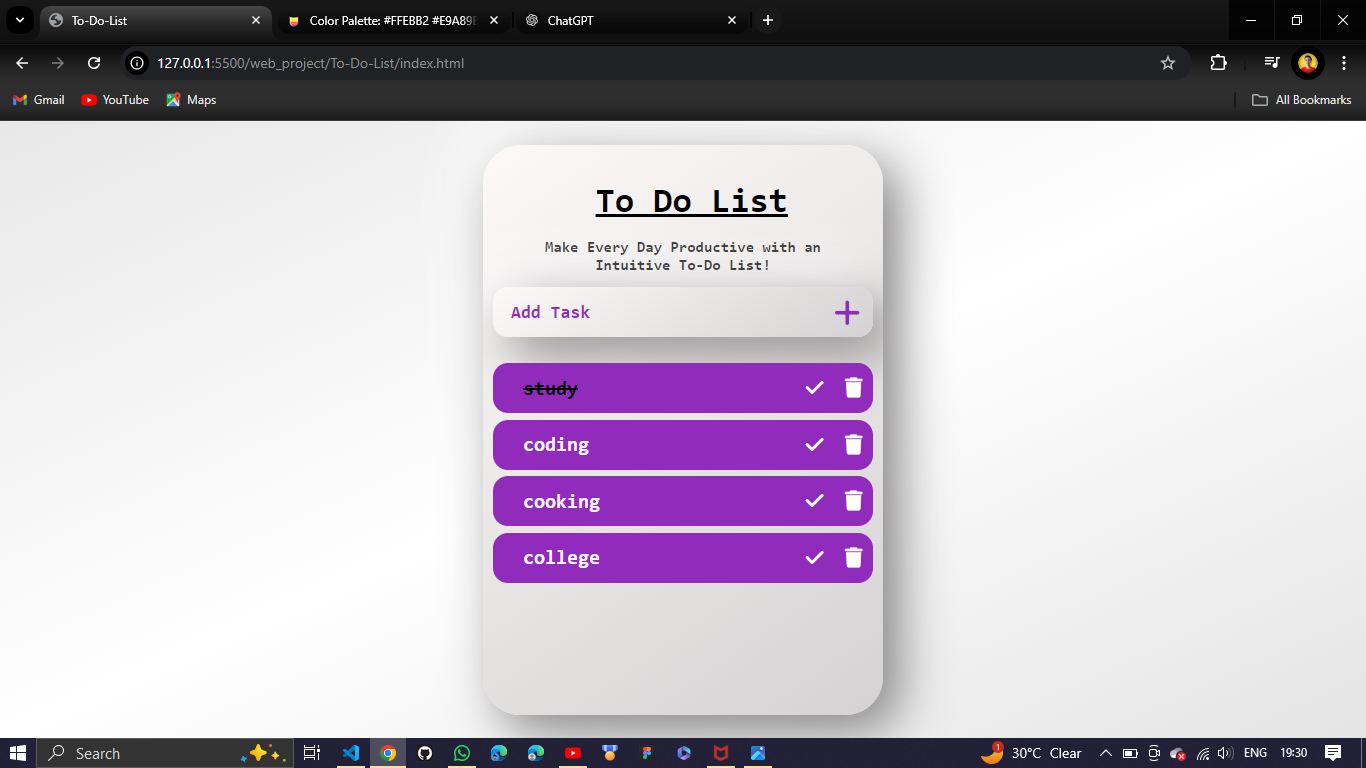 To-Do-List
Color Palette: #FFEBB2 #E9A89E
ChatGPT
127.0.0.1:5500/web_project/To-Do-List/index.html
Gmail
YouTube
Maps
All Bookmarks
To Do List
Make Every Day Productive with an
Intuitive To-Do List!
Add Task
study
coding
cooking
college
Search
1
30°C Clear
ENG
19:30